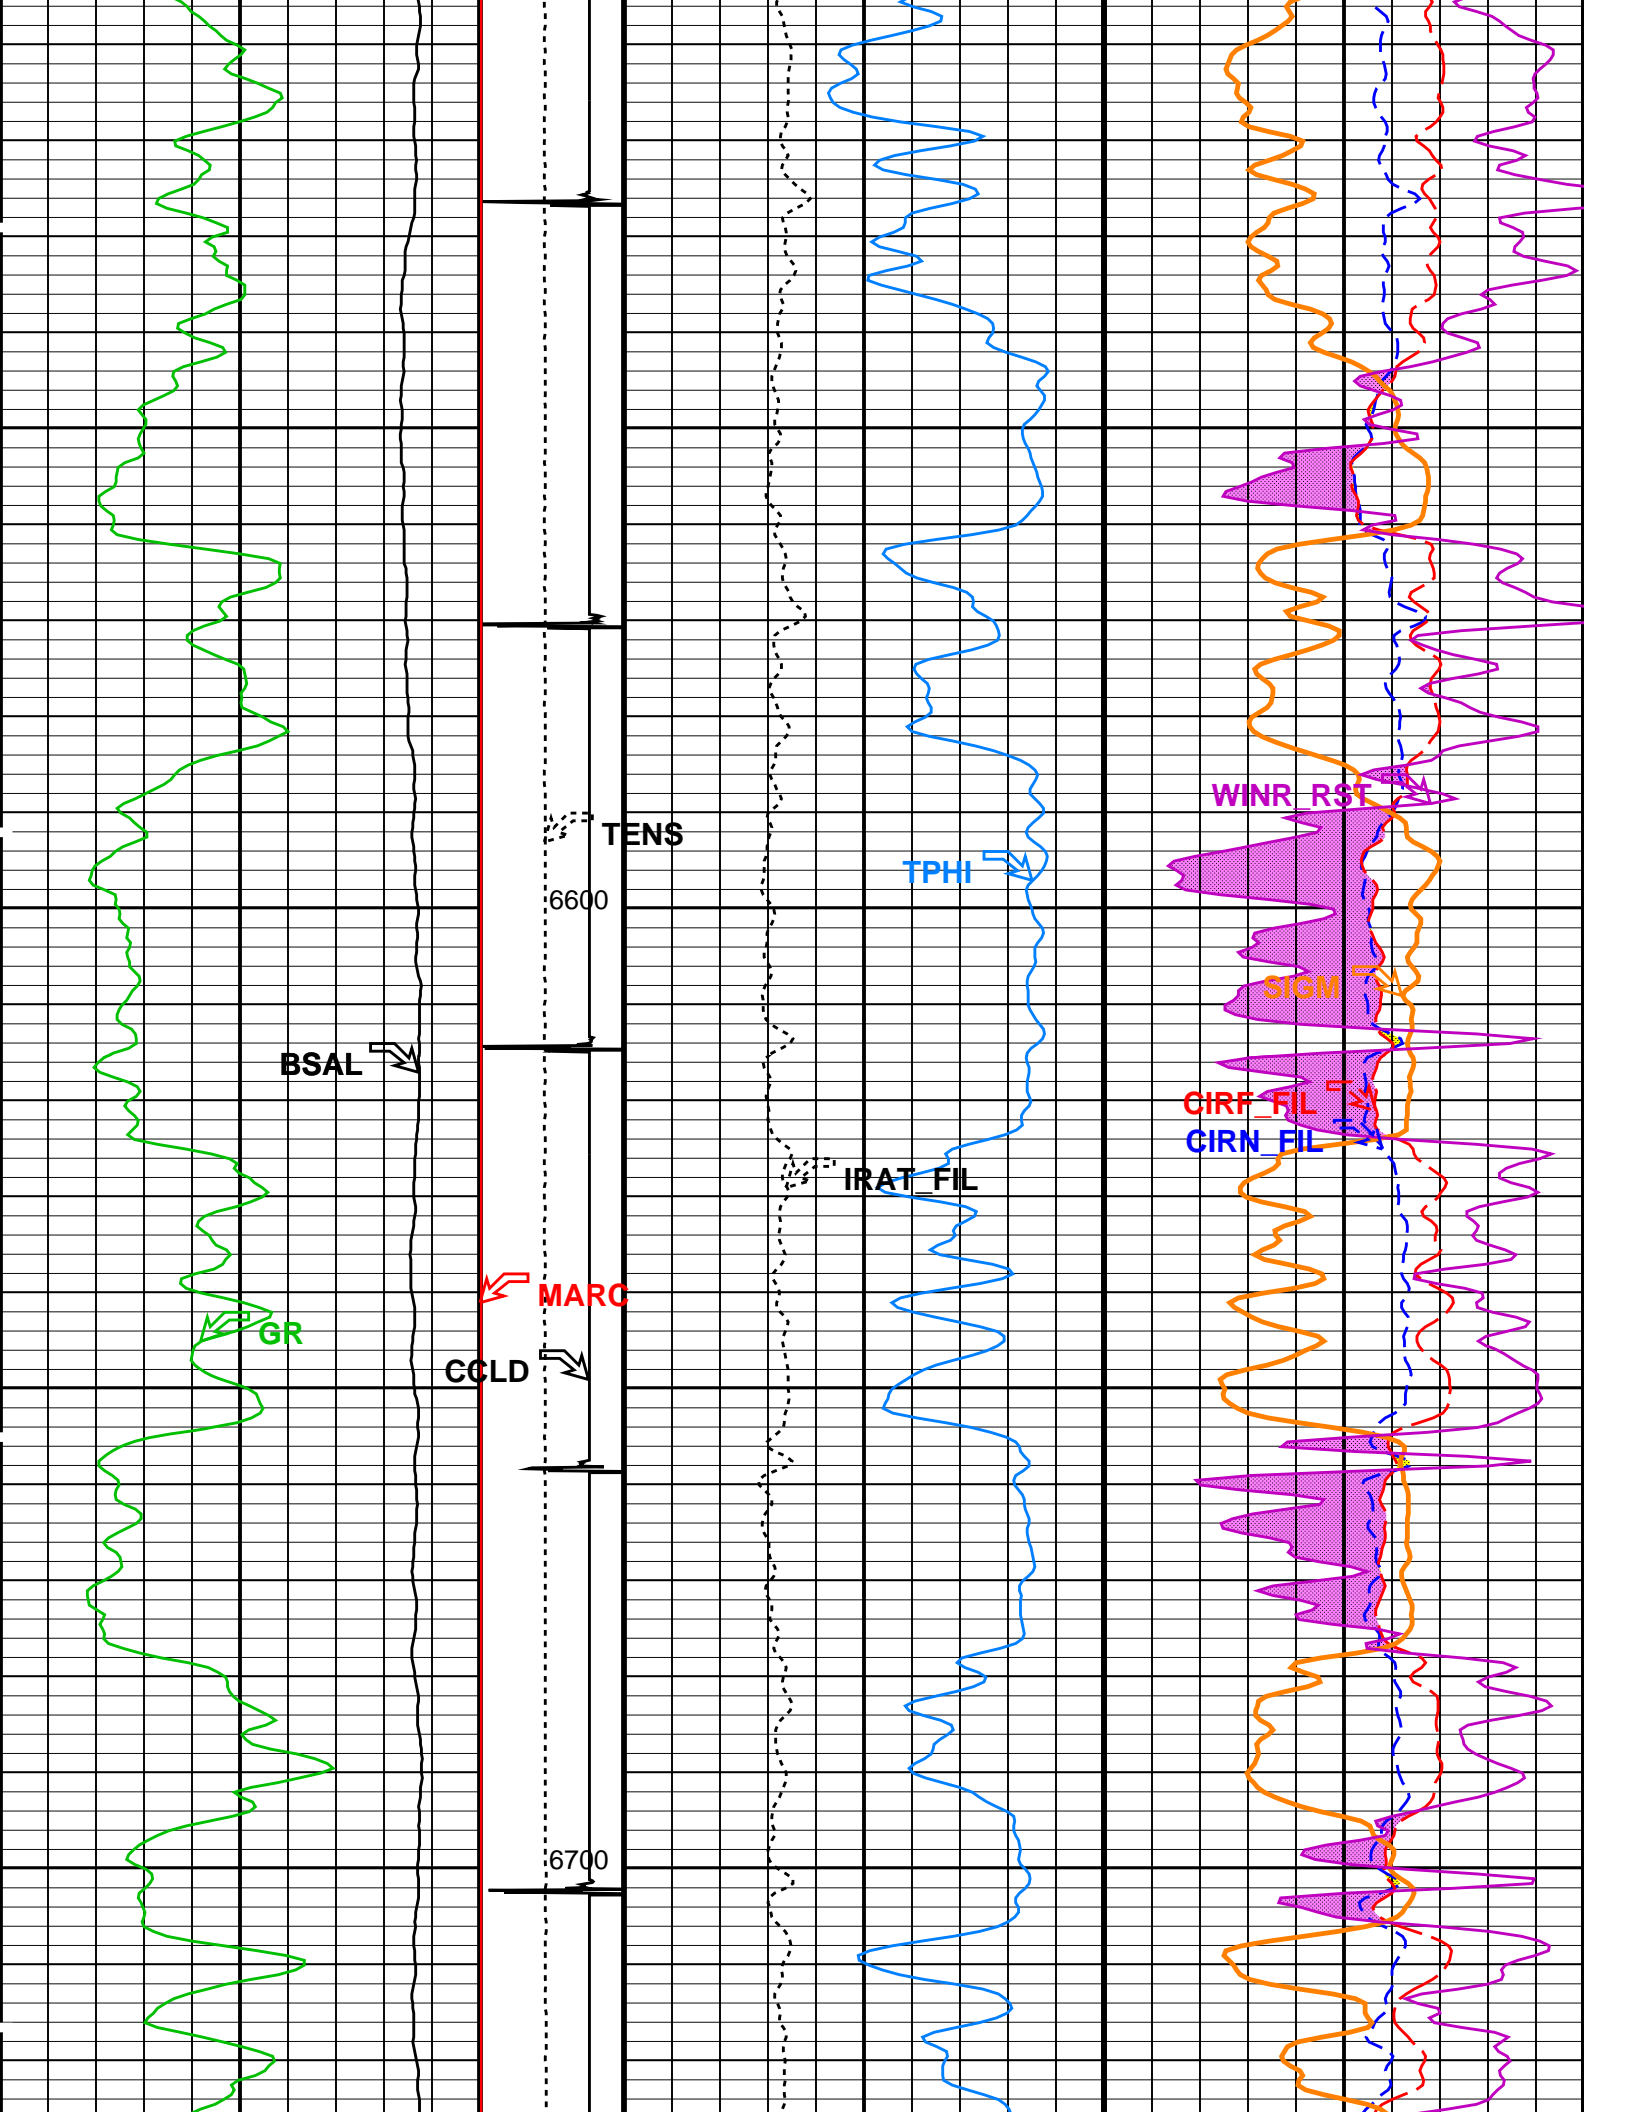 WINR_RST
TENS
TPHI
6600
SIGM
BSAL
CIRF_FIL
CIRN_FIL
IRAT_FIL
MARC
GR
CCLD
6700